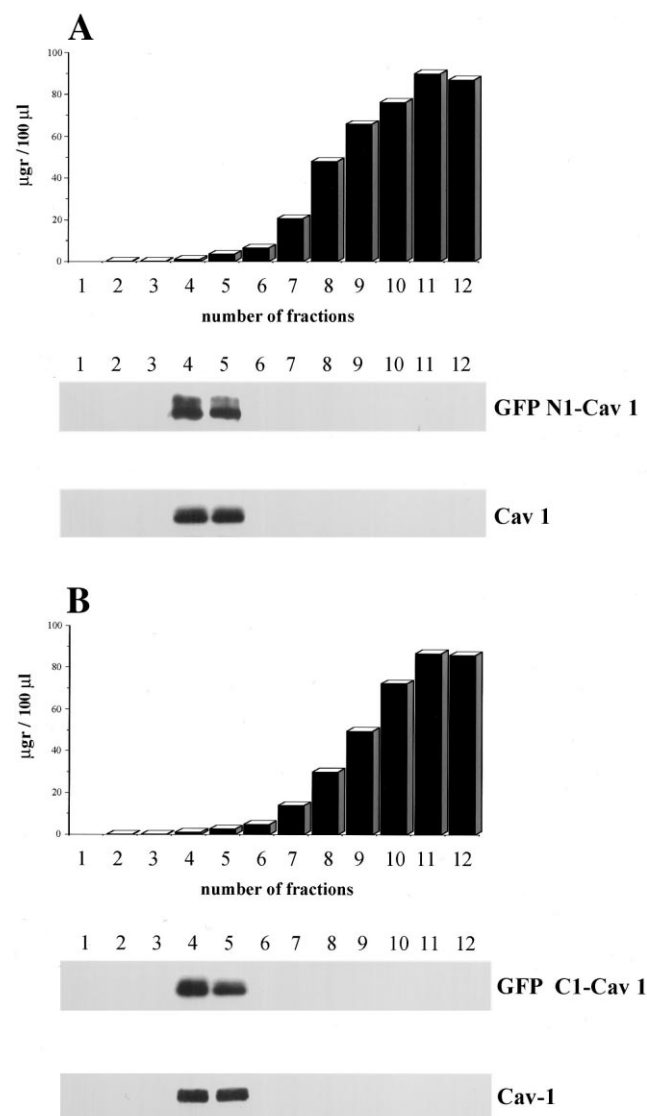 A
100
80
60
40
20
0
µgr /100 µl
1 2 3 4 5 6 7 8 9 10 11 12
number of fractions
1 2 3 4 5 6 7 8 9 10 11 12
GFP N1-Cav 1
Cav 1
B
100
80
60
40
20
0
µgr / 100 µl
1 2 3 4 5 6 7 8 9 10 11 12
number of fractions
1 2 3 4 5 6 7 8 9 10 11 12
GFP C1-Cav 1
Cav-1